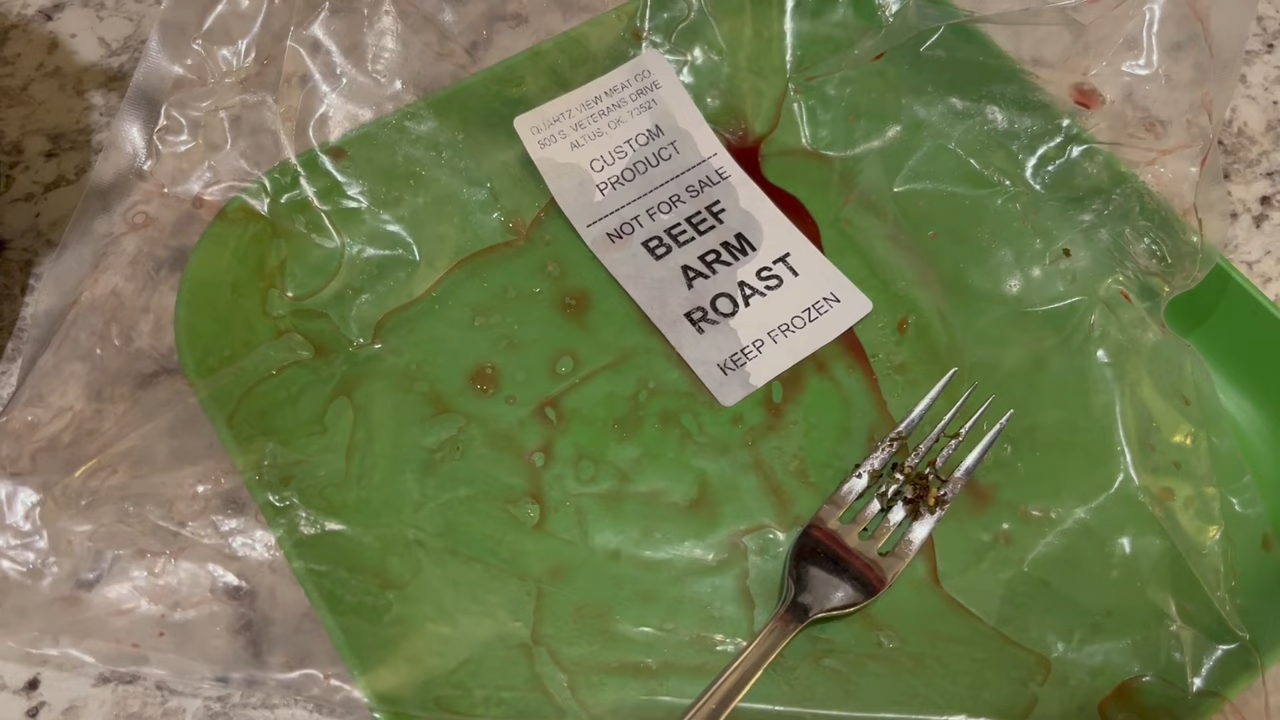 QUARTZ VIEW MEAT CO.
500 S. VETERANS DRIVE
ALTUS, OK. 73521
CUSTOM
PRODUCT
NOT FOR SALE
BEEF
ARM
ROAST
KEEP FROZEN